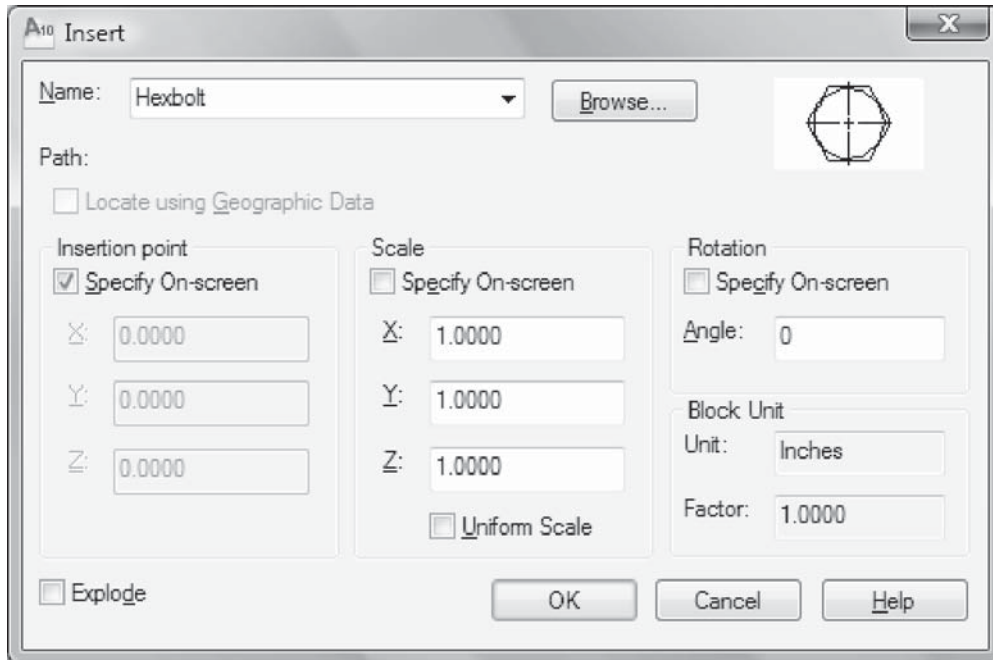 A10 Insert
X
Name: Hexbolt Browse...
Path:
Locate using Geographic Data
Insertion point
Specify On-screen
X: 0.0000
Y: 0.0000
Z: 0.0000
Scale
Specify On-screen
X: 1.0000
Y: 1.0000
Z: 1.0000
Uniform Scale
Rotation
Specify On-screen
Angle: 0
Block Unit
Unit: Inches
Factor: 1.0000
Explode
OK Cancel Help